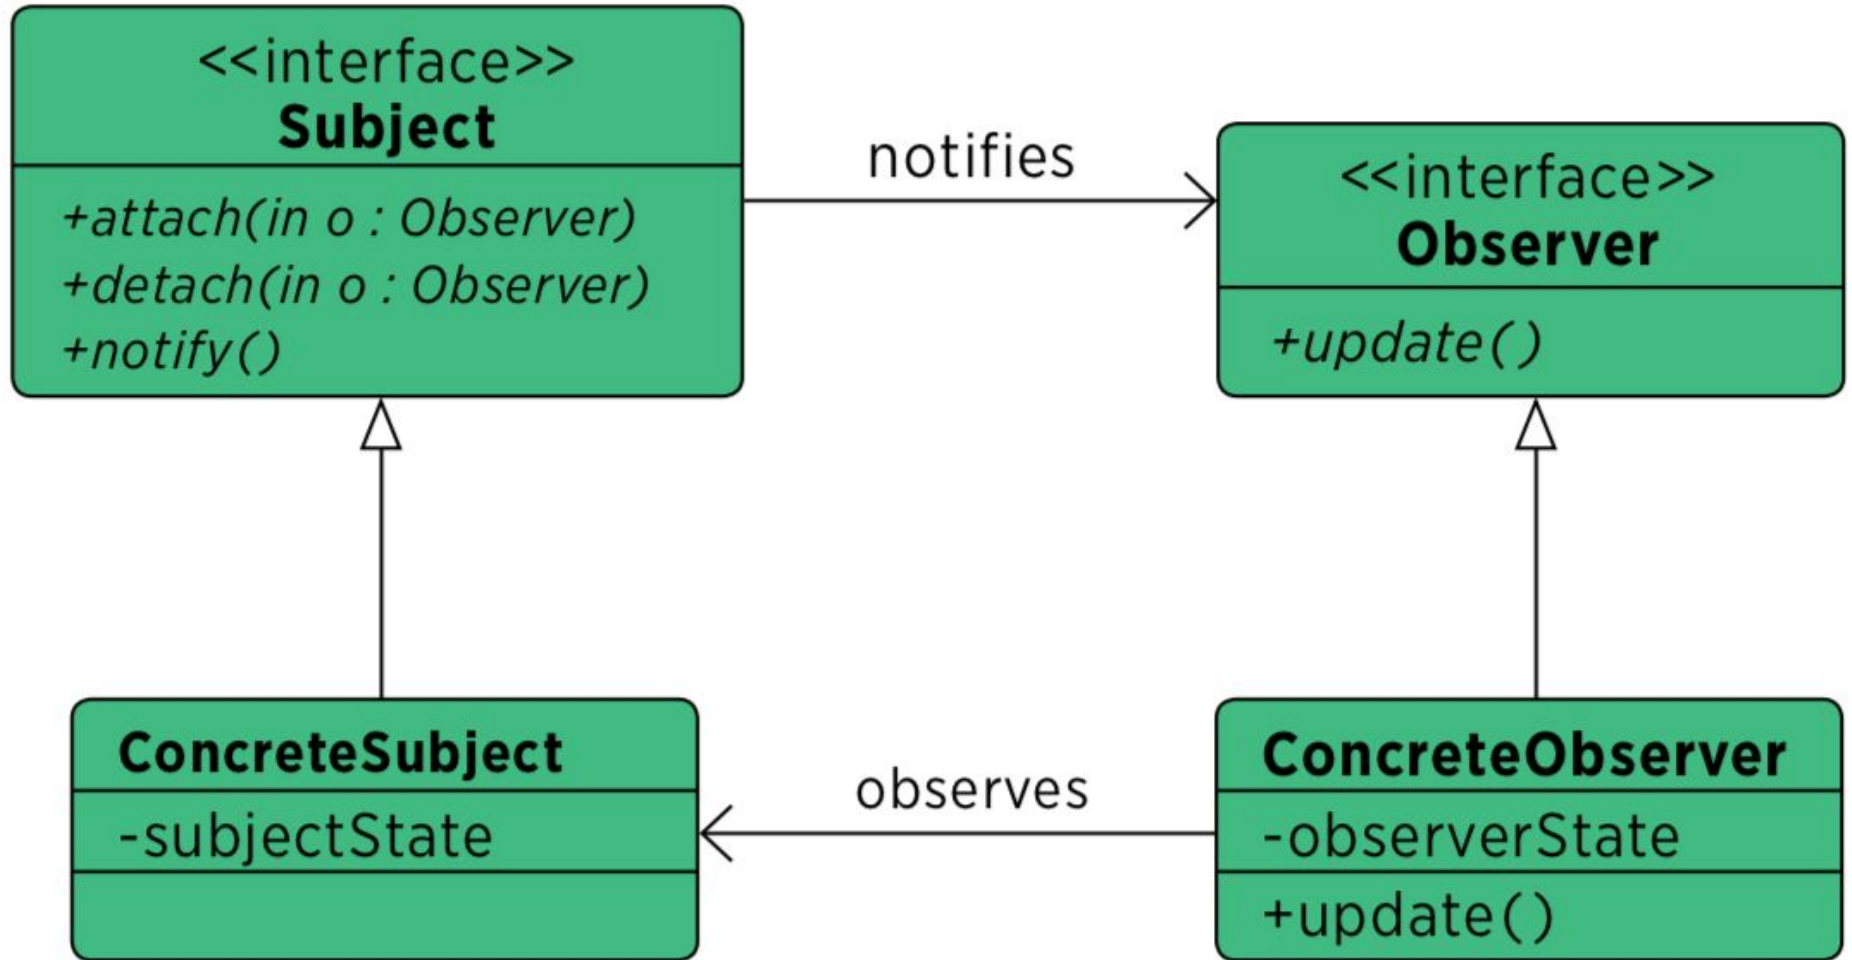 <<interface>>
Subject
+attach(in o : Observer)
+detach(in o : Observer)
+notify()
notifies
<<interface>>
Observer
+update()
ConcreteSubject
-subjectState
observes
ConcreteObserver
-observerState
+update()